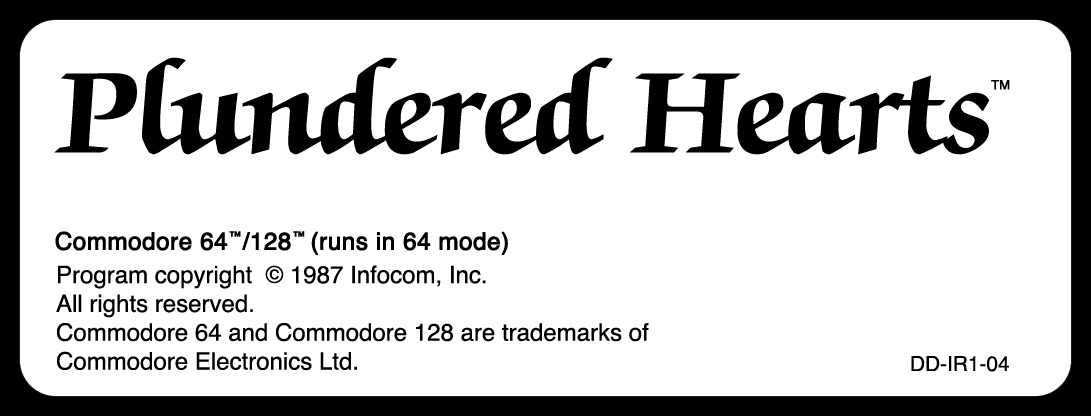 Plundered Hearts™
Commodore 64™/128™ (runs in 64 mode)
Program copyright © 1987 Infocom, Inc.
All rights reserved.
Commodore 64 and Commodore 128 are trademarks of
Commodore Electronics Ltd.
DD-IR1-04